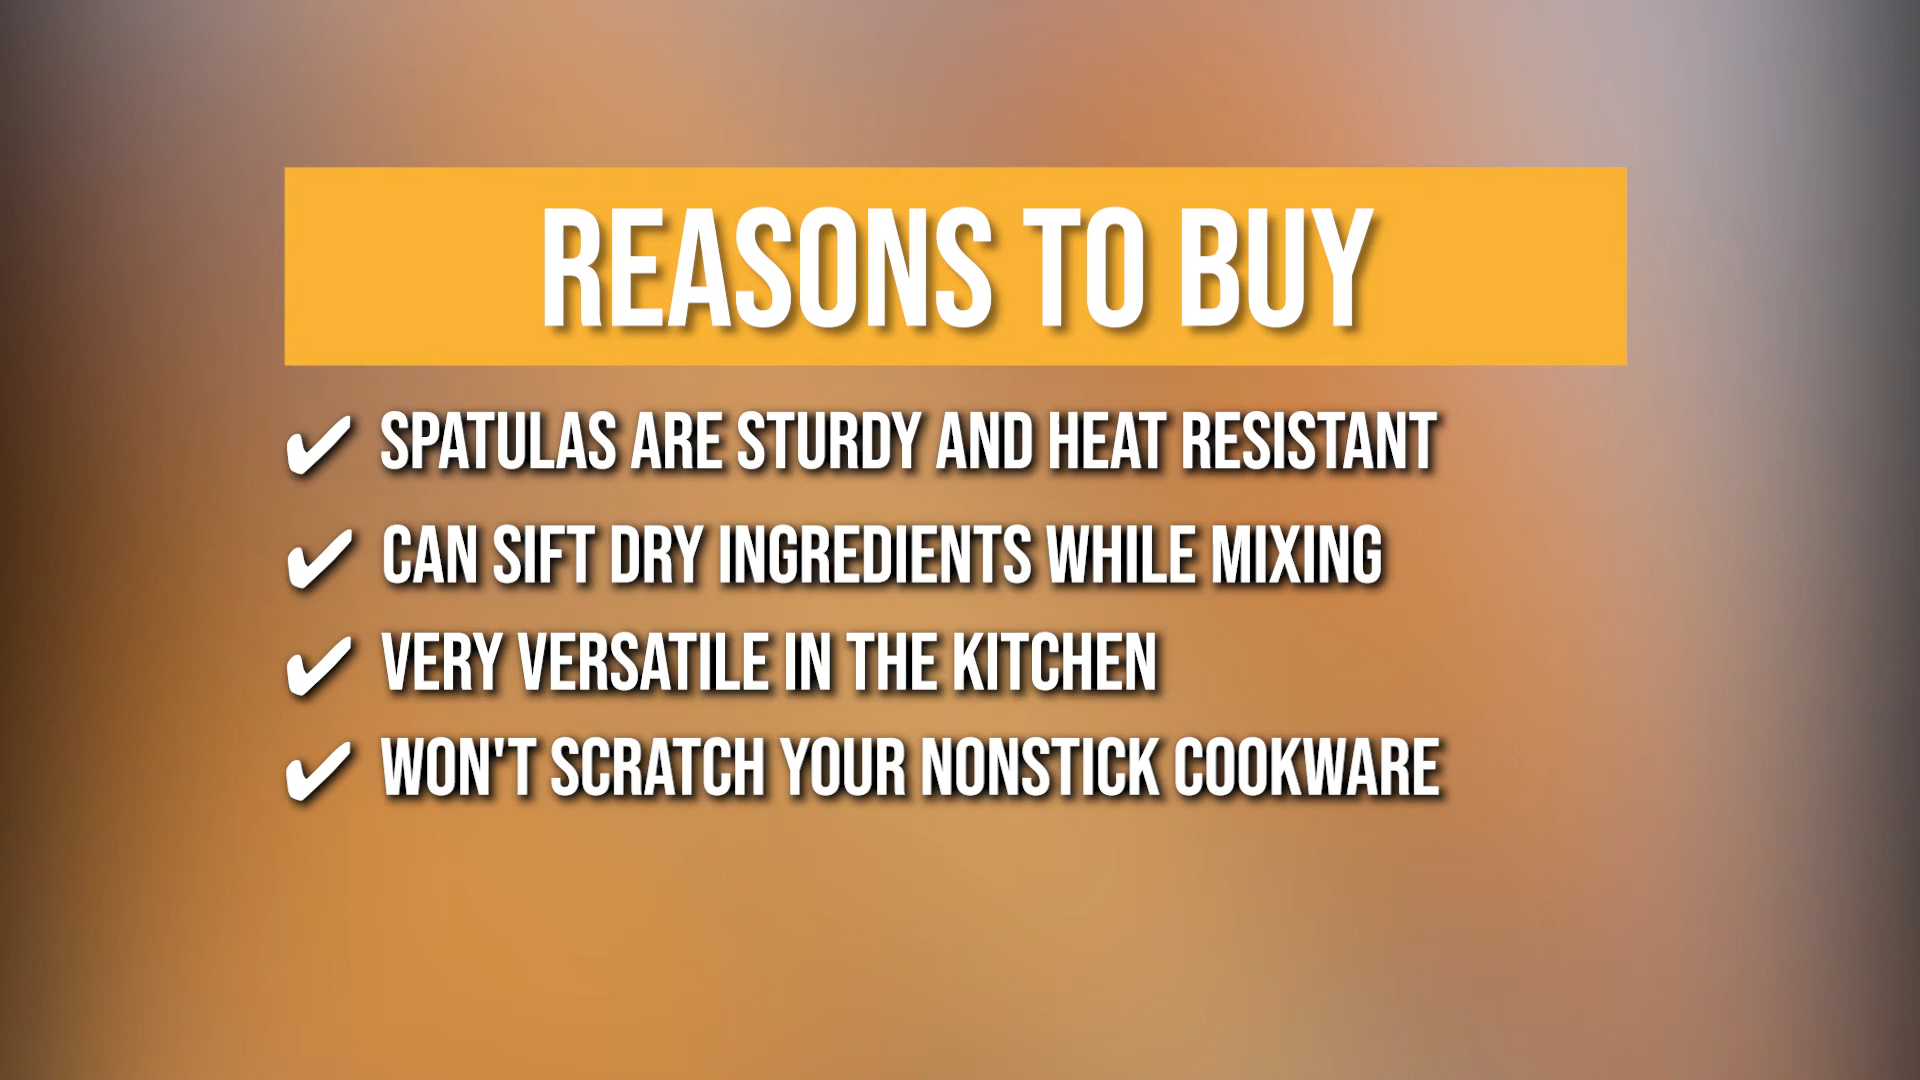 REASONS TO BUY
✔ SPATULAS ARE STURDY AND HEAT RESISTANT
✔ CAN SIFT DRY INGREDIENTS WHILE MIXING
✔ VERY VERSATILE IN THE KITCHEN
✔ WON'T SCRATCH YOUR NONSTICK COOKWARE